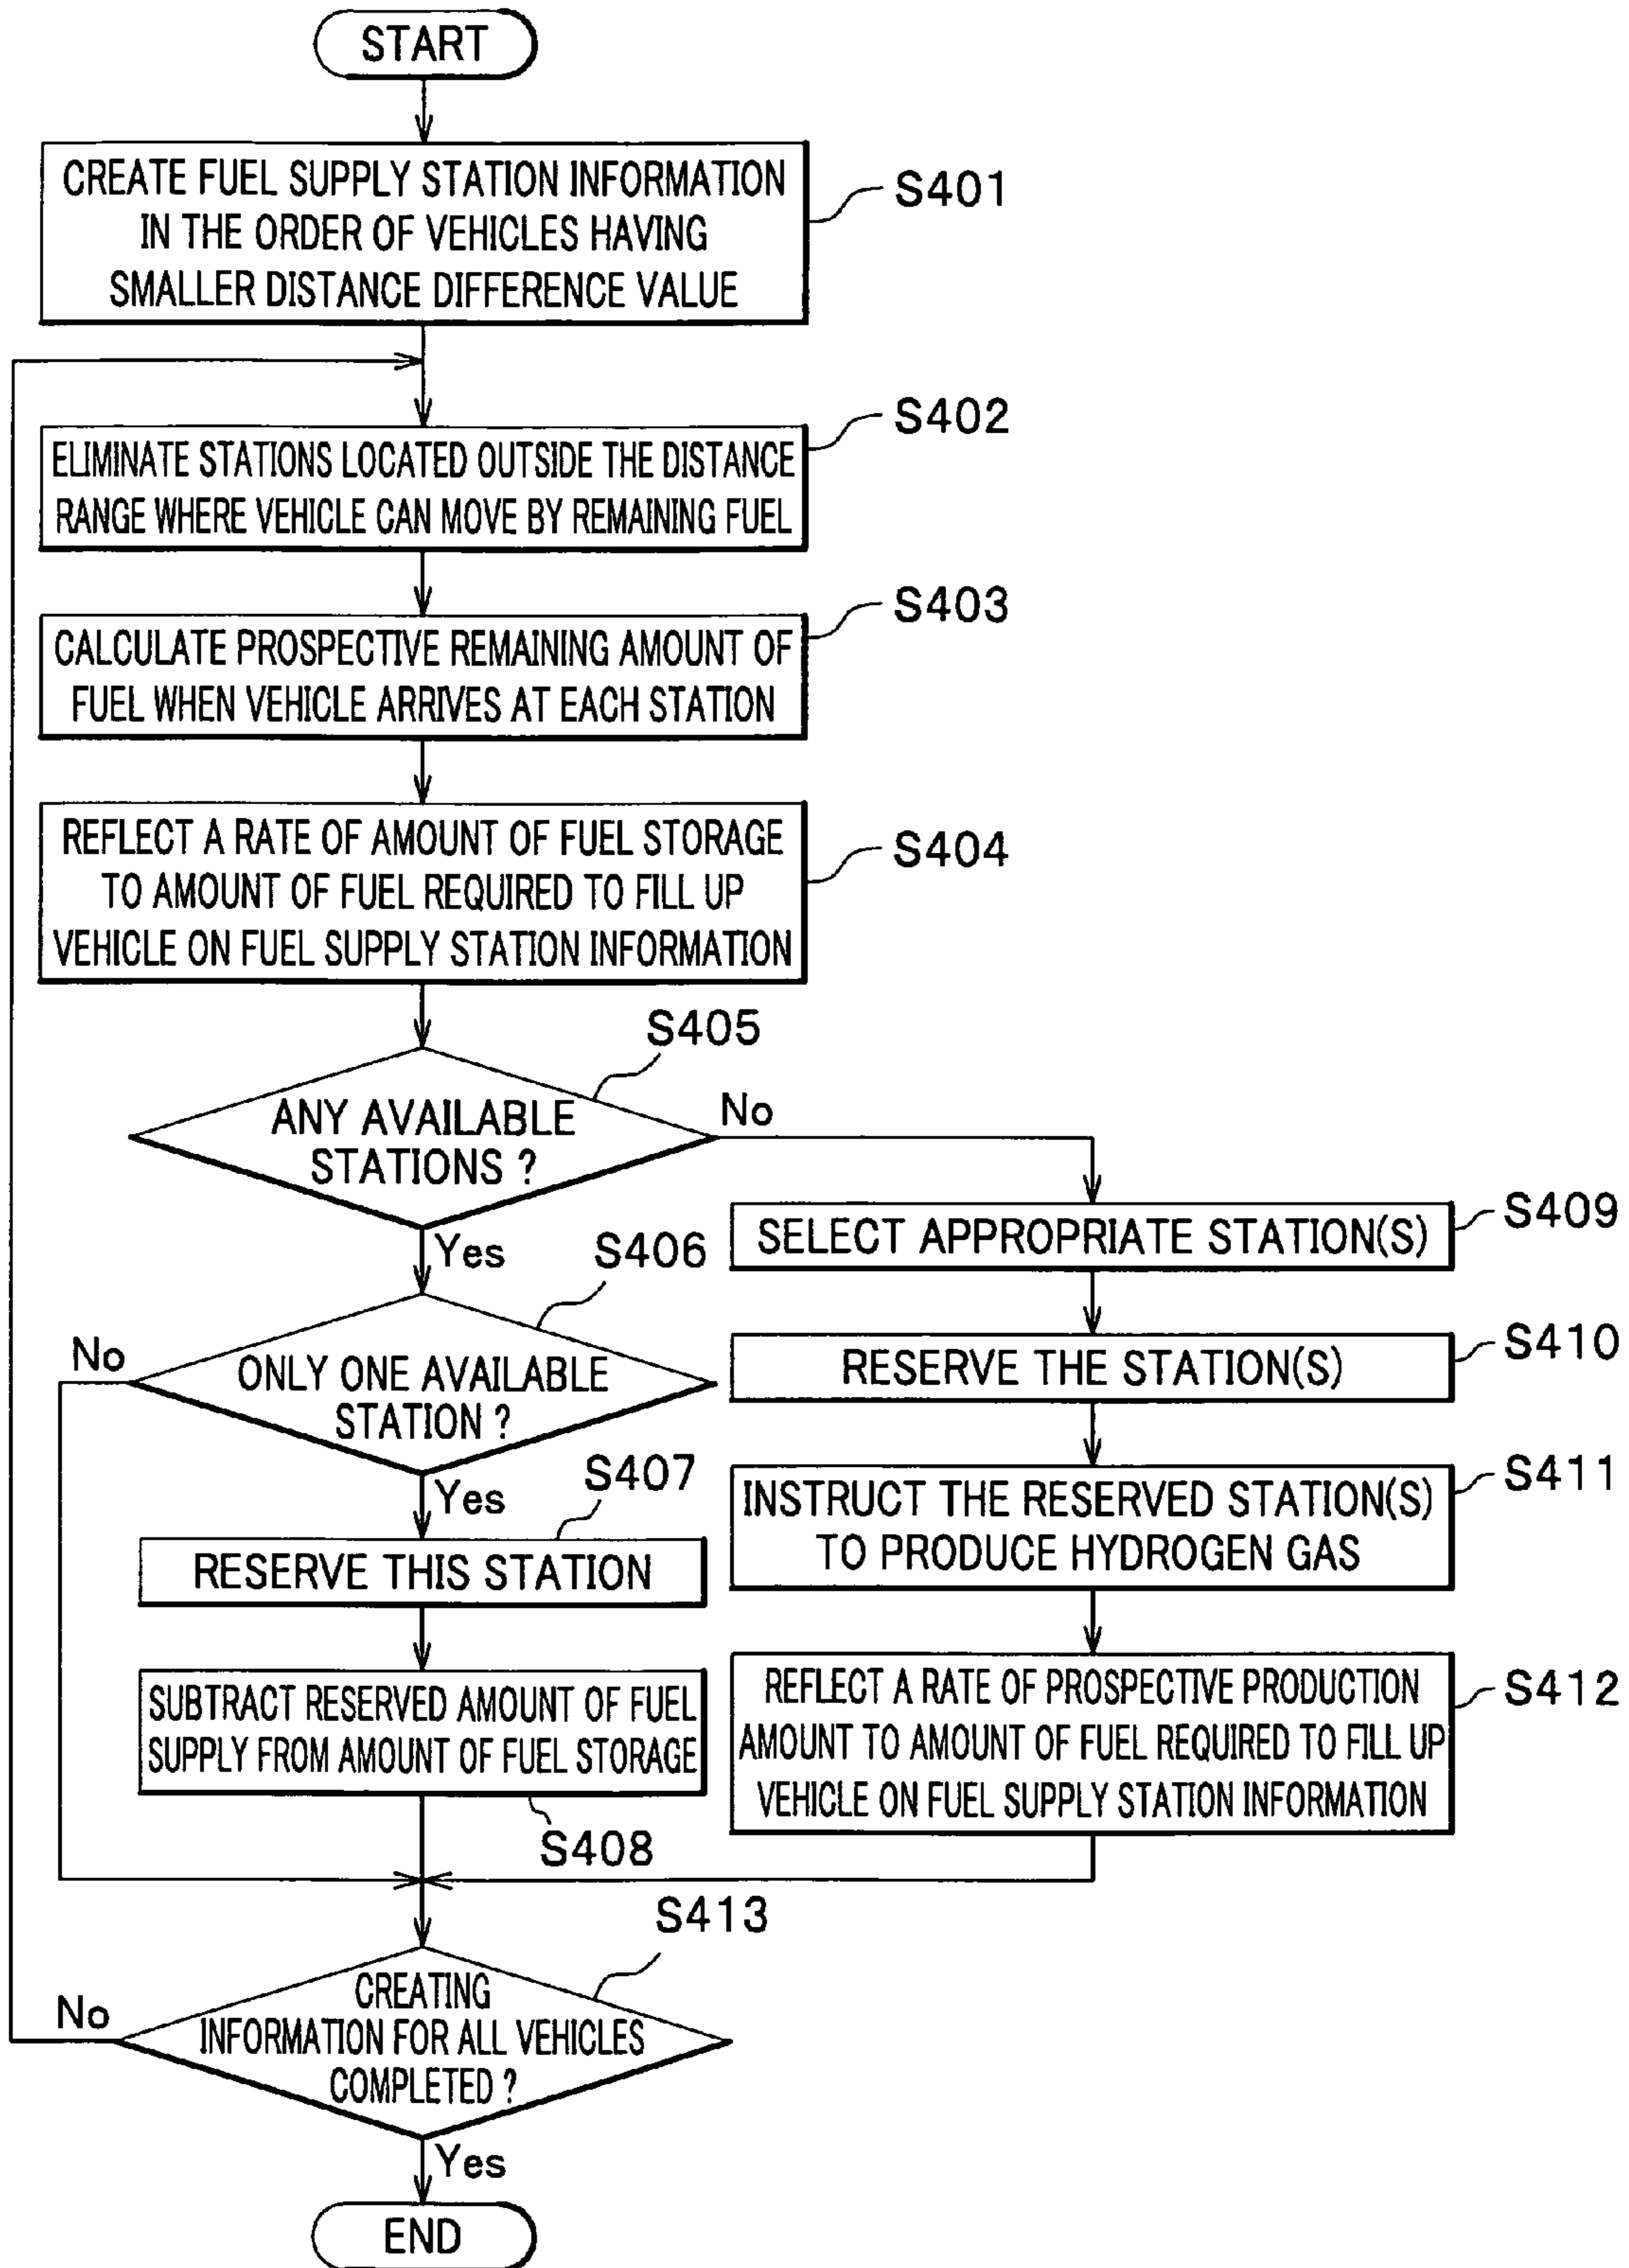 START
CREATE FUEL SUPPLY STATION INFORMATION
IN THE ORDER OF VEHICLES HAVING
SMALLER DISTANCE DIFFERENCE VALUE
S401
ELIMINATE STATIONS LOCATED OUTSIDE THE DISTANCE
RANGE WHERE VEHICLE CAN MOVE BY REMAINING FUEL
S402
CALCULATE PROSPECTIVE REMAINING AMOUNT OF
FUEL WHEN VEHICLE ARRIVES AT EACH STATION
S403
REFLECT A RATE OF AMOUNT OF FUEL STORAGE
TO AMOUNT OF FUEL REQUIRED TO FILL UP
VEHICLE ON FUEL SUPPLY STATION INFORMATION
S404
S405
ANY AVAILABLE
STATIONS ?
No
Yes
S406
ONLY ONE AVAILABLE
STATION ?
No
Yes
S407
RESERVE THIS STATION
SUBTRACT RESERVED AMOUNT OF FUEL
SUPPLY FROM AMOUNT OF FUEL STORAGE
S408
SELECT APPROPRIATE STATION(S)
S409
RESERVE THE STATION(S)
S410
INSTRUCT THE RESERVED STATION(S)
TO PRODUCE HYDROGEN GAS
S411
REFLECT A RATE OF PROSPECTIVE PRODUCTION
AMOUNT TO AMOUNT OF FUEL REQUIRED TO FILL UP
VEHICLE ON FUEL SUPPLY STATION INFORMATION
S412
S413
CREATING
INFORMATION FOR ALL VEHICLES
COMPLETED ?
No
Yes
END